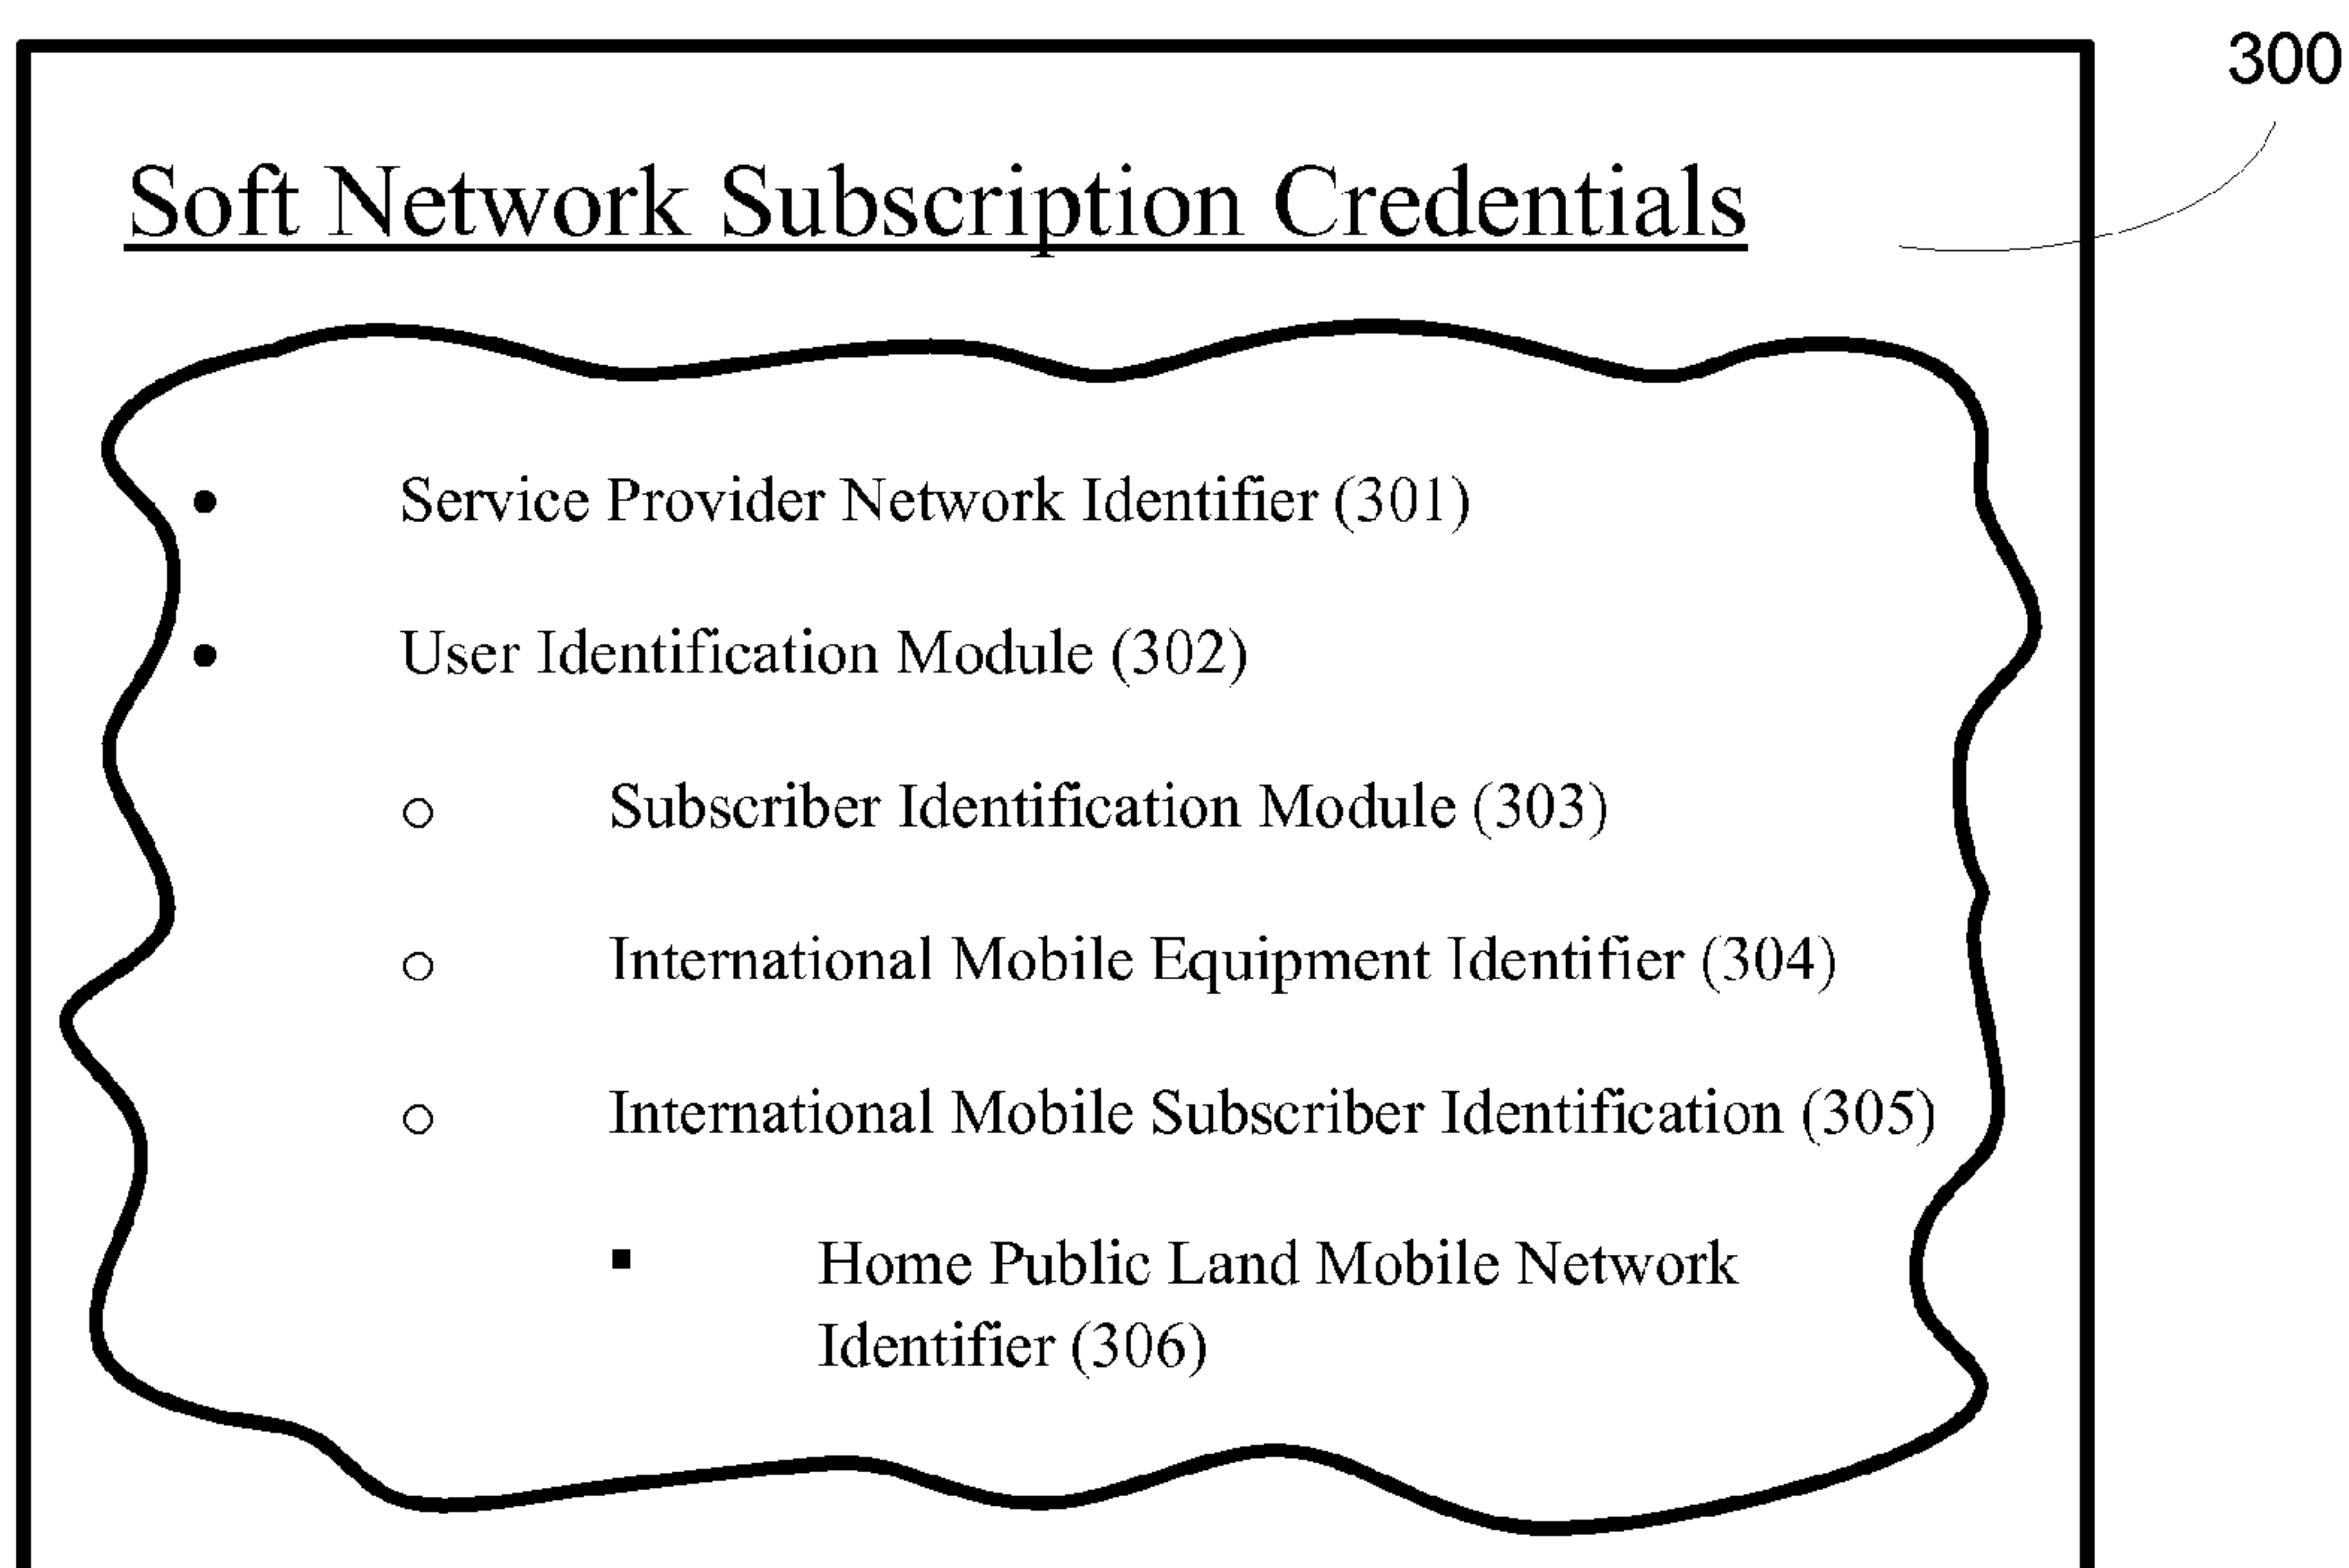 300
Soft Network Subscription Credentials
• Service Provider Network Identifier (301)
• User Identification Module (302)
○ Subscriber Identification Module (303)
○ International Mobile Equipment Identifier (304)
○ International Mobile Subscriber Identification (305)
▪ Home Public Land Mobile Network
Identifier (306)